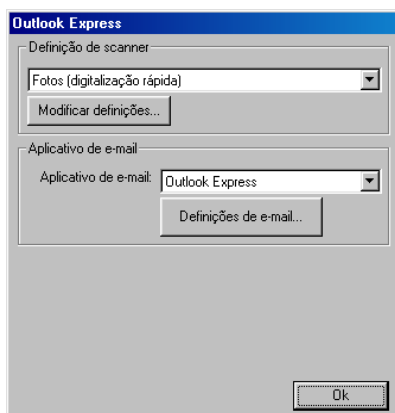 Outlook Express
Definição de scanner
Fotos (digitalização rápida)
Modificar definições...
Aplicativo de e-mail
Aplicativo de e-mail: Outlook Express
Definições de e-mail...
Ok